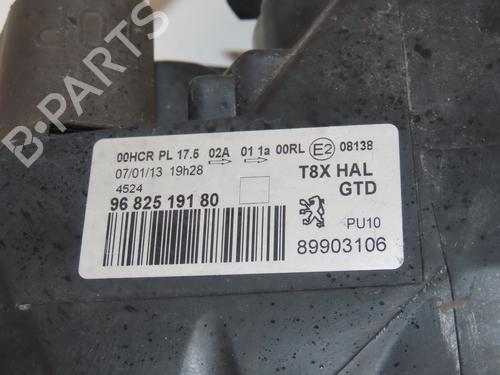 UP
00HCR PL 17.5 02A 01 1a 00RL E2 08138
07/01/13 19h28
4524
96 825 191 80
T8X HAL
GTD
PU10
89903106
B-PARTS